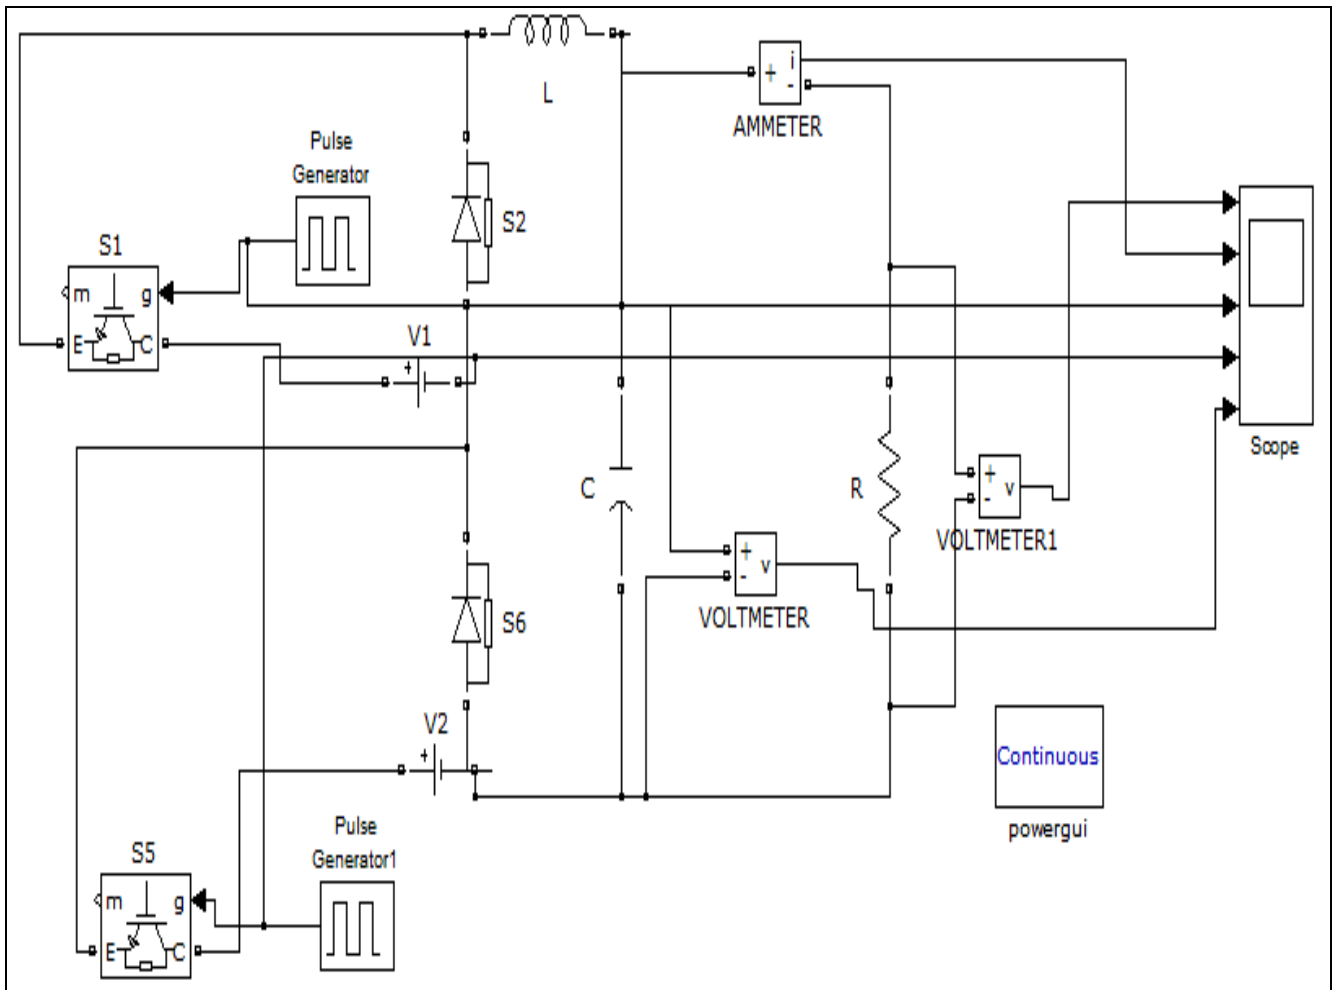 L
+
i
-
AMMETER
Pulse
Generator
S2
S1
m
g
E
C
V1
+
Scope
C
R
+
-
v
VOLTMETER1
+
-
v
VOLTMETER
S6
V2
+
Continuous
powergui
Pulse
Generator1
S5
m
g
E
C